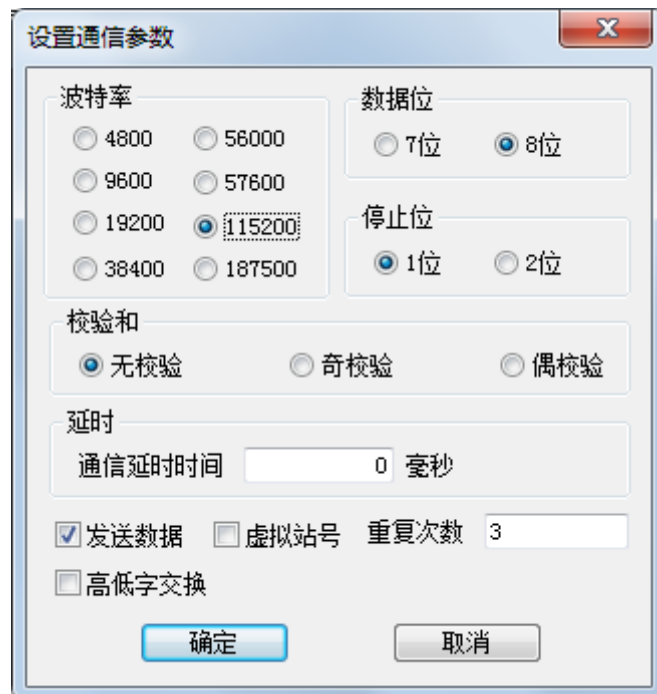 设置通信参数
波特率
4800
56000
9600
57600
19200
115200
38400
187500
数据位
7位
8位
停止位
1位
2位
校验和
无校验
奇校验
偶校验
延时
通信延时时间
0
毫秒
发送数据
虚拟站号
重复次数
3
高低字交换
确定
取消